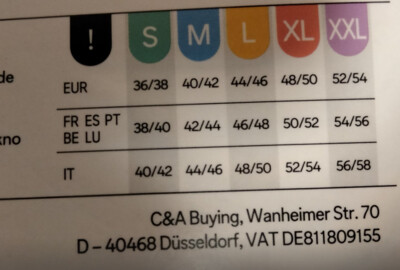 ! S M L XL XXL
de
EUR 36/38 40/42 44/46 48/50 52/54
FR ES PT
BE LU 38/40 42/44 46/48 50/52 54/56
kno
IT 40/42 44/46 48/50 52/54 56/58
C&A Buying, Wanheimer Str. 70
D – 40468 Düsseldorf, VAT DE811809155